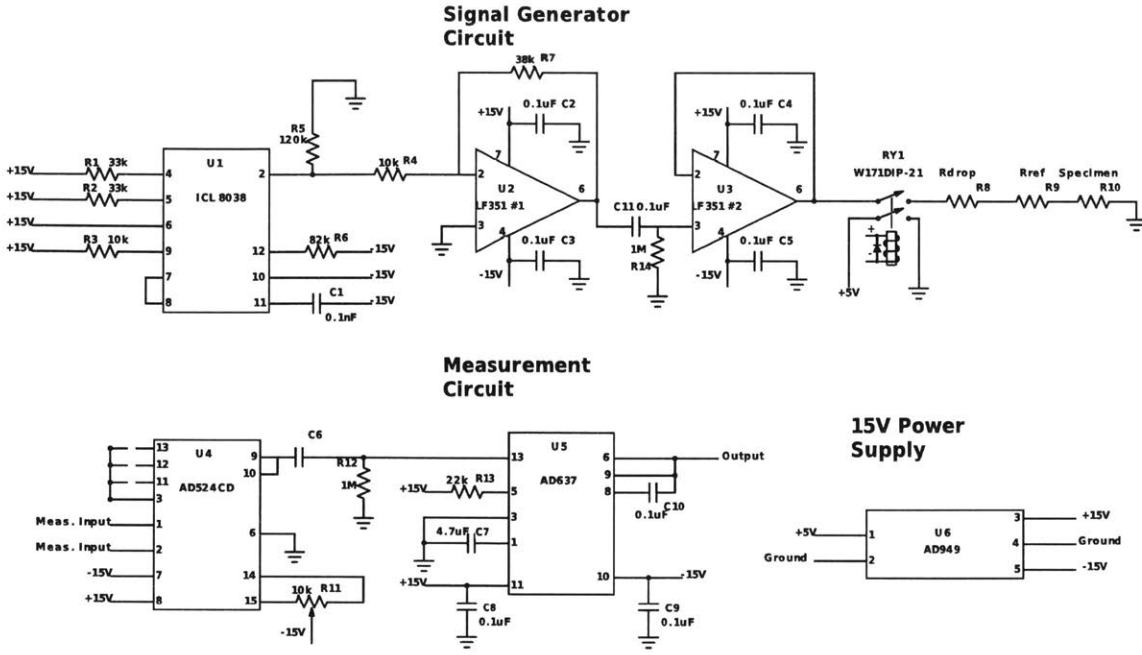 Signal Generator
Circuit
38k R7
+15V 0.1uF C2
+15V 0.1uF C4
R5
120k
U1
ICL 8038
+15V R1 33k 4
+15V R2 33k 5
+15V 6
+15V R3 10k 9
7
8
2
12 82k R6 -15V
10 -15V
11 C1 -15V
0.1nF
10k R4
2
3
7
U2
LF351 #1
6
4
0.1uF C3
-15V
C11 0.1uF
1M
R14
2
3
7
U3
LF351 #2
6
4
0.1uF C5
-15V
RY1
W171DIP-21
+
-
+5V
Rdrop
R8
Rref
R9
Specimen
R10
Measurement
Circuit
13
12
11
3
Meas. Input 1
Meas. Input 2
-15V 7
+15V 8
U4
AD524CD
9
10
6
14
15
10k R11
-15V
C6
R12
1M
13
+15V 22k R13 5
3
4.7uF C7 1
+15V 11
C8
0.1uF
U5
AD637
6 Output
9
8
C10
0.1uF
10 -15V
C9
0.1uF
15V Power
Supply
+5V 1
Ground 2
U6
AD949
3 +15V
4 Ground
5 -15V